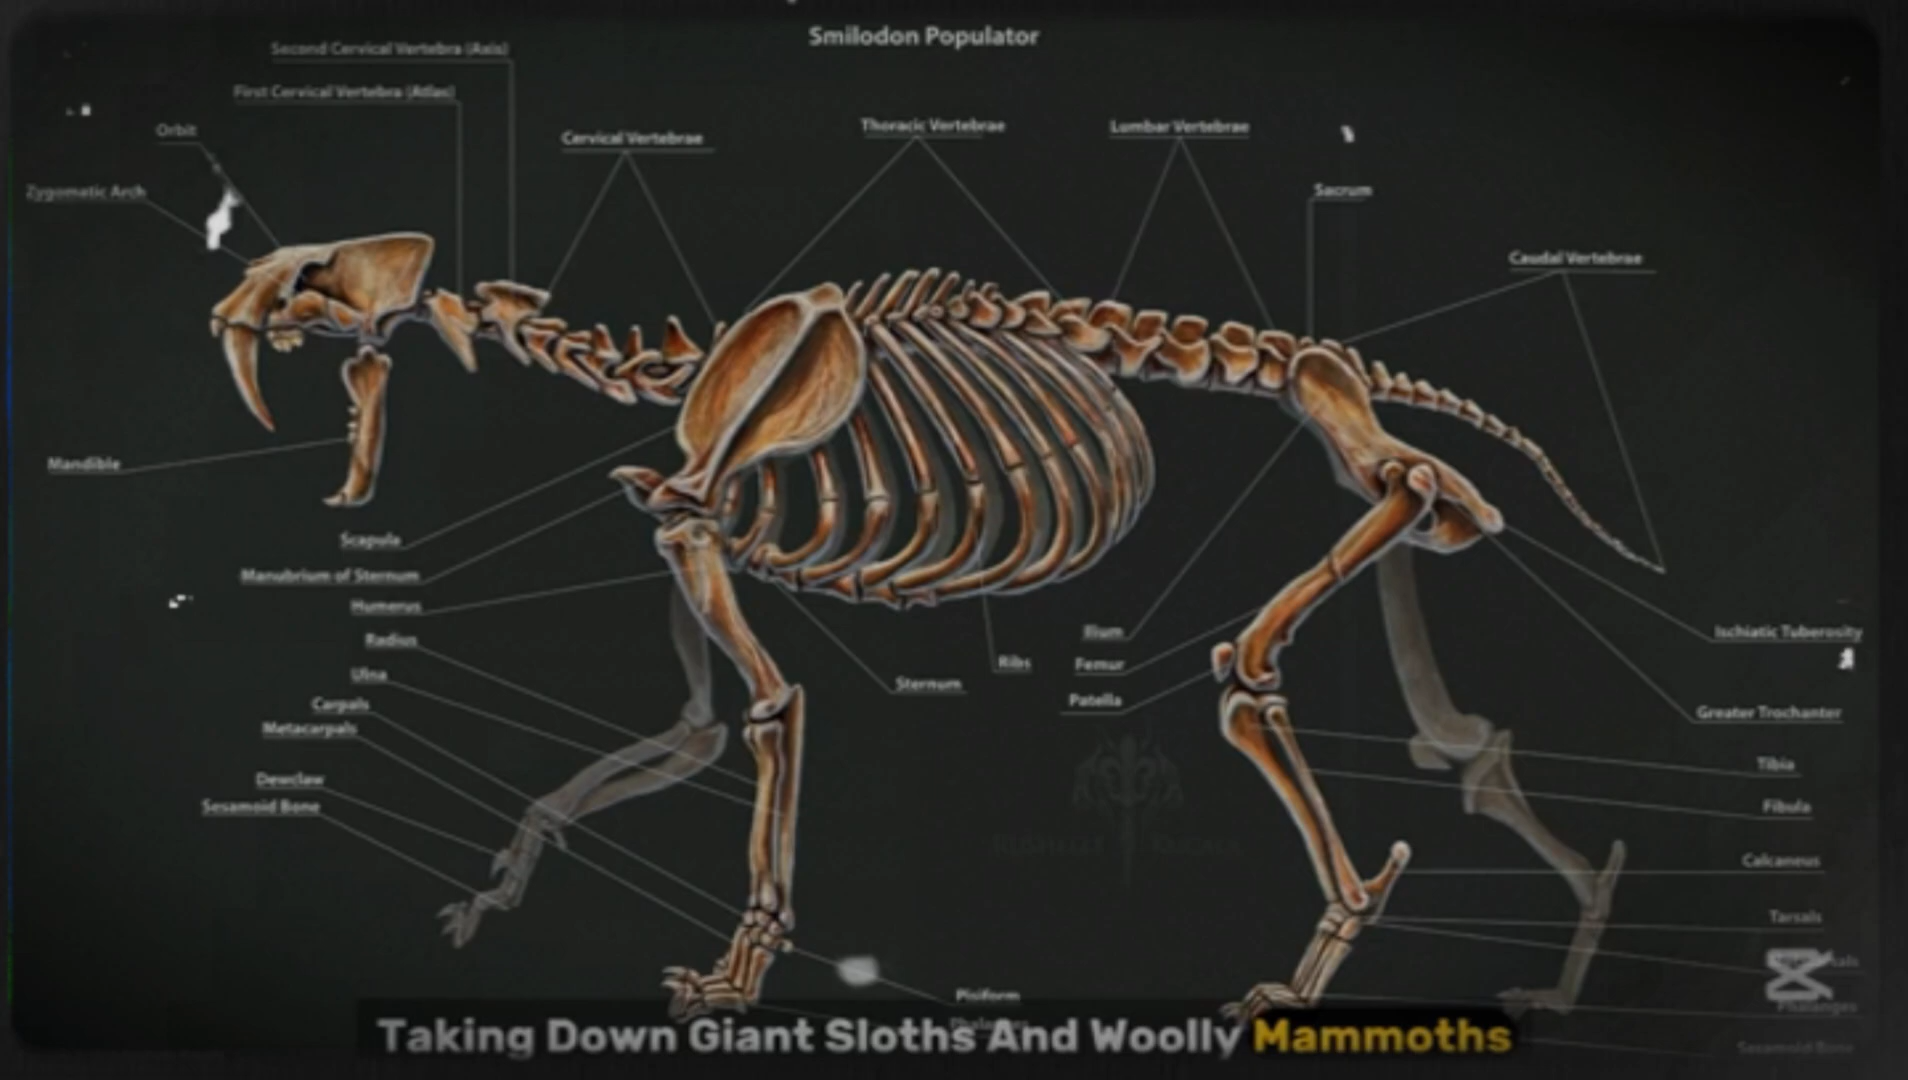 Smilodon Populator
Second Cervical Vertebra (Axis)
First Cervical Vertebra (Atlas)
Orbit
Cervical Vertebrae
Thoracic Vertebrae
Lumbar Vertebrae
Zygomatic Arch
Sacrum
Caudal Vertebrae
Mandible
Scapula
Manubrium of Sternum
Humerus
Radius
Ulna
Carpals
Metacarpals
Dewclaw
Sesamoid Bone
Sternum
Ribs
Ilium
Femur
Patella
Ischiatic Tuberosity
Greater Trochanter
Tibia
Fibula
Calcaneus
Tarsals
Phalanges
Sesamoid Bone
Pisiform
Taking Down Giant Sloths And Woolly Mammoths